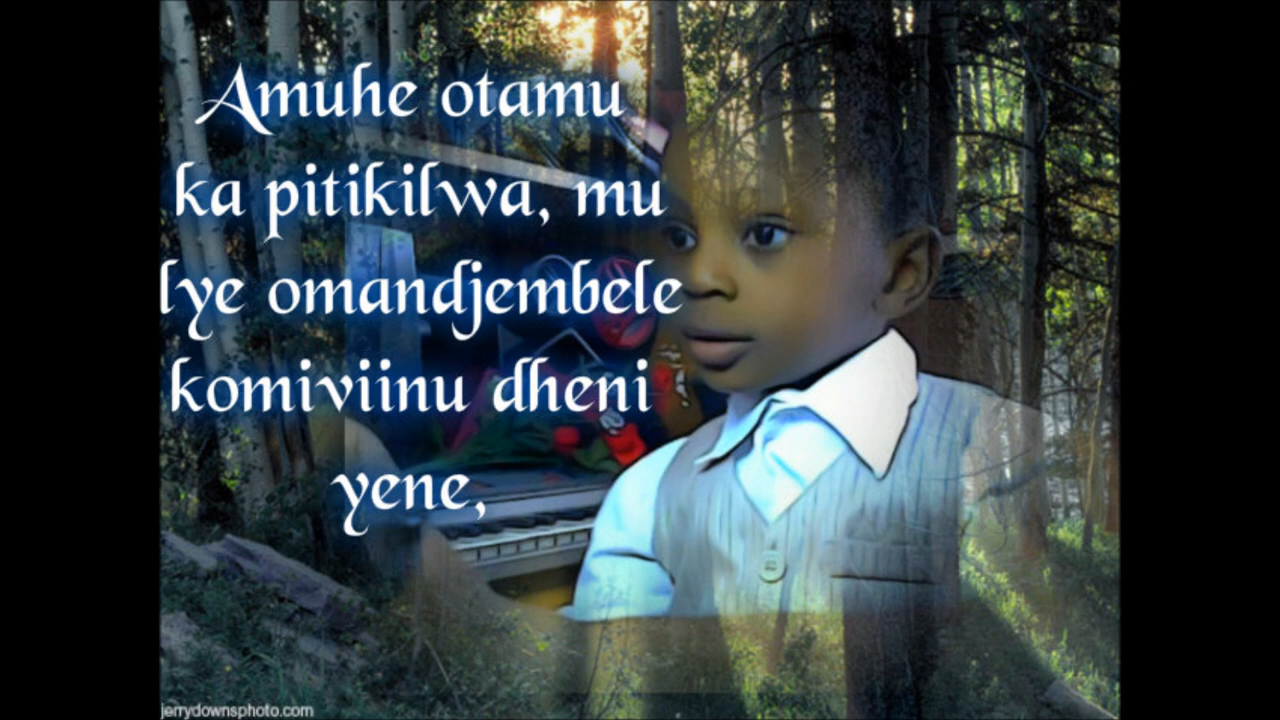 Amuhe otamu
ka pitikilwa, mu
lye omandjembele
komiviinu dheni
yene,
jerrydownsphoto.com